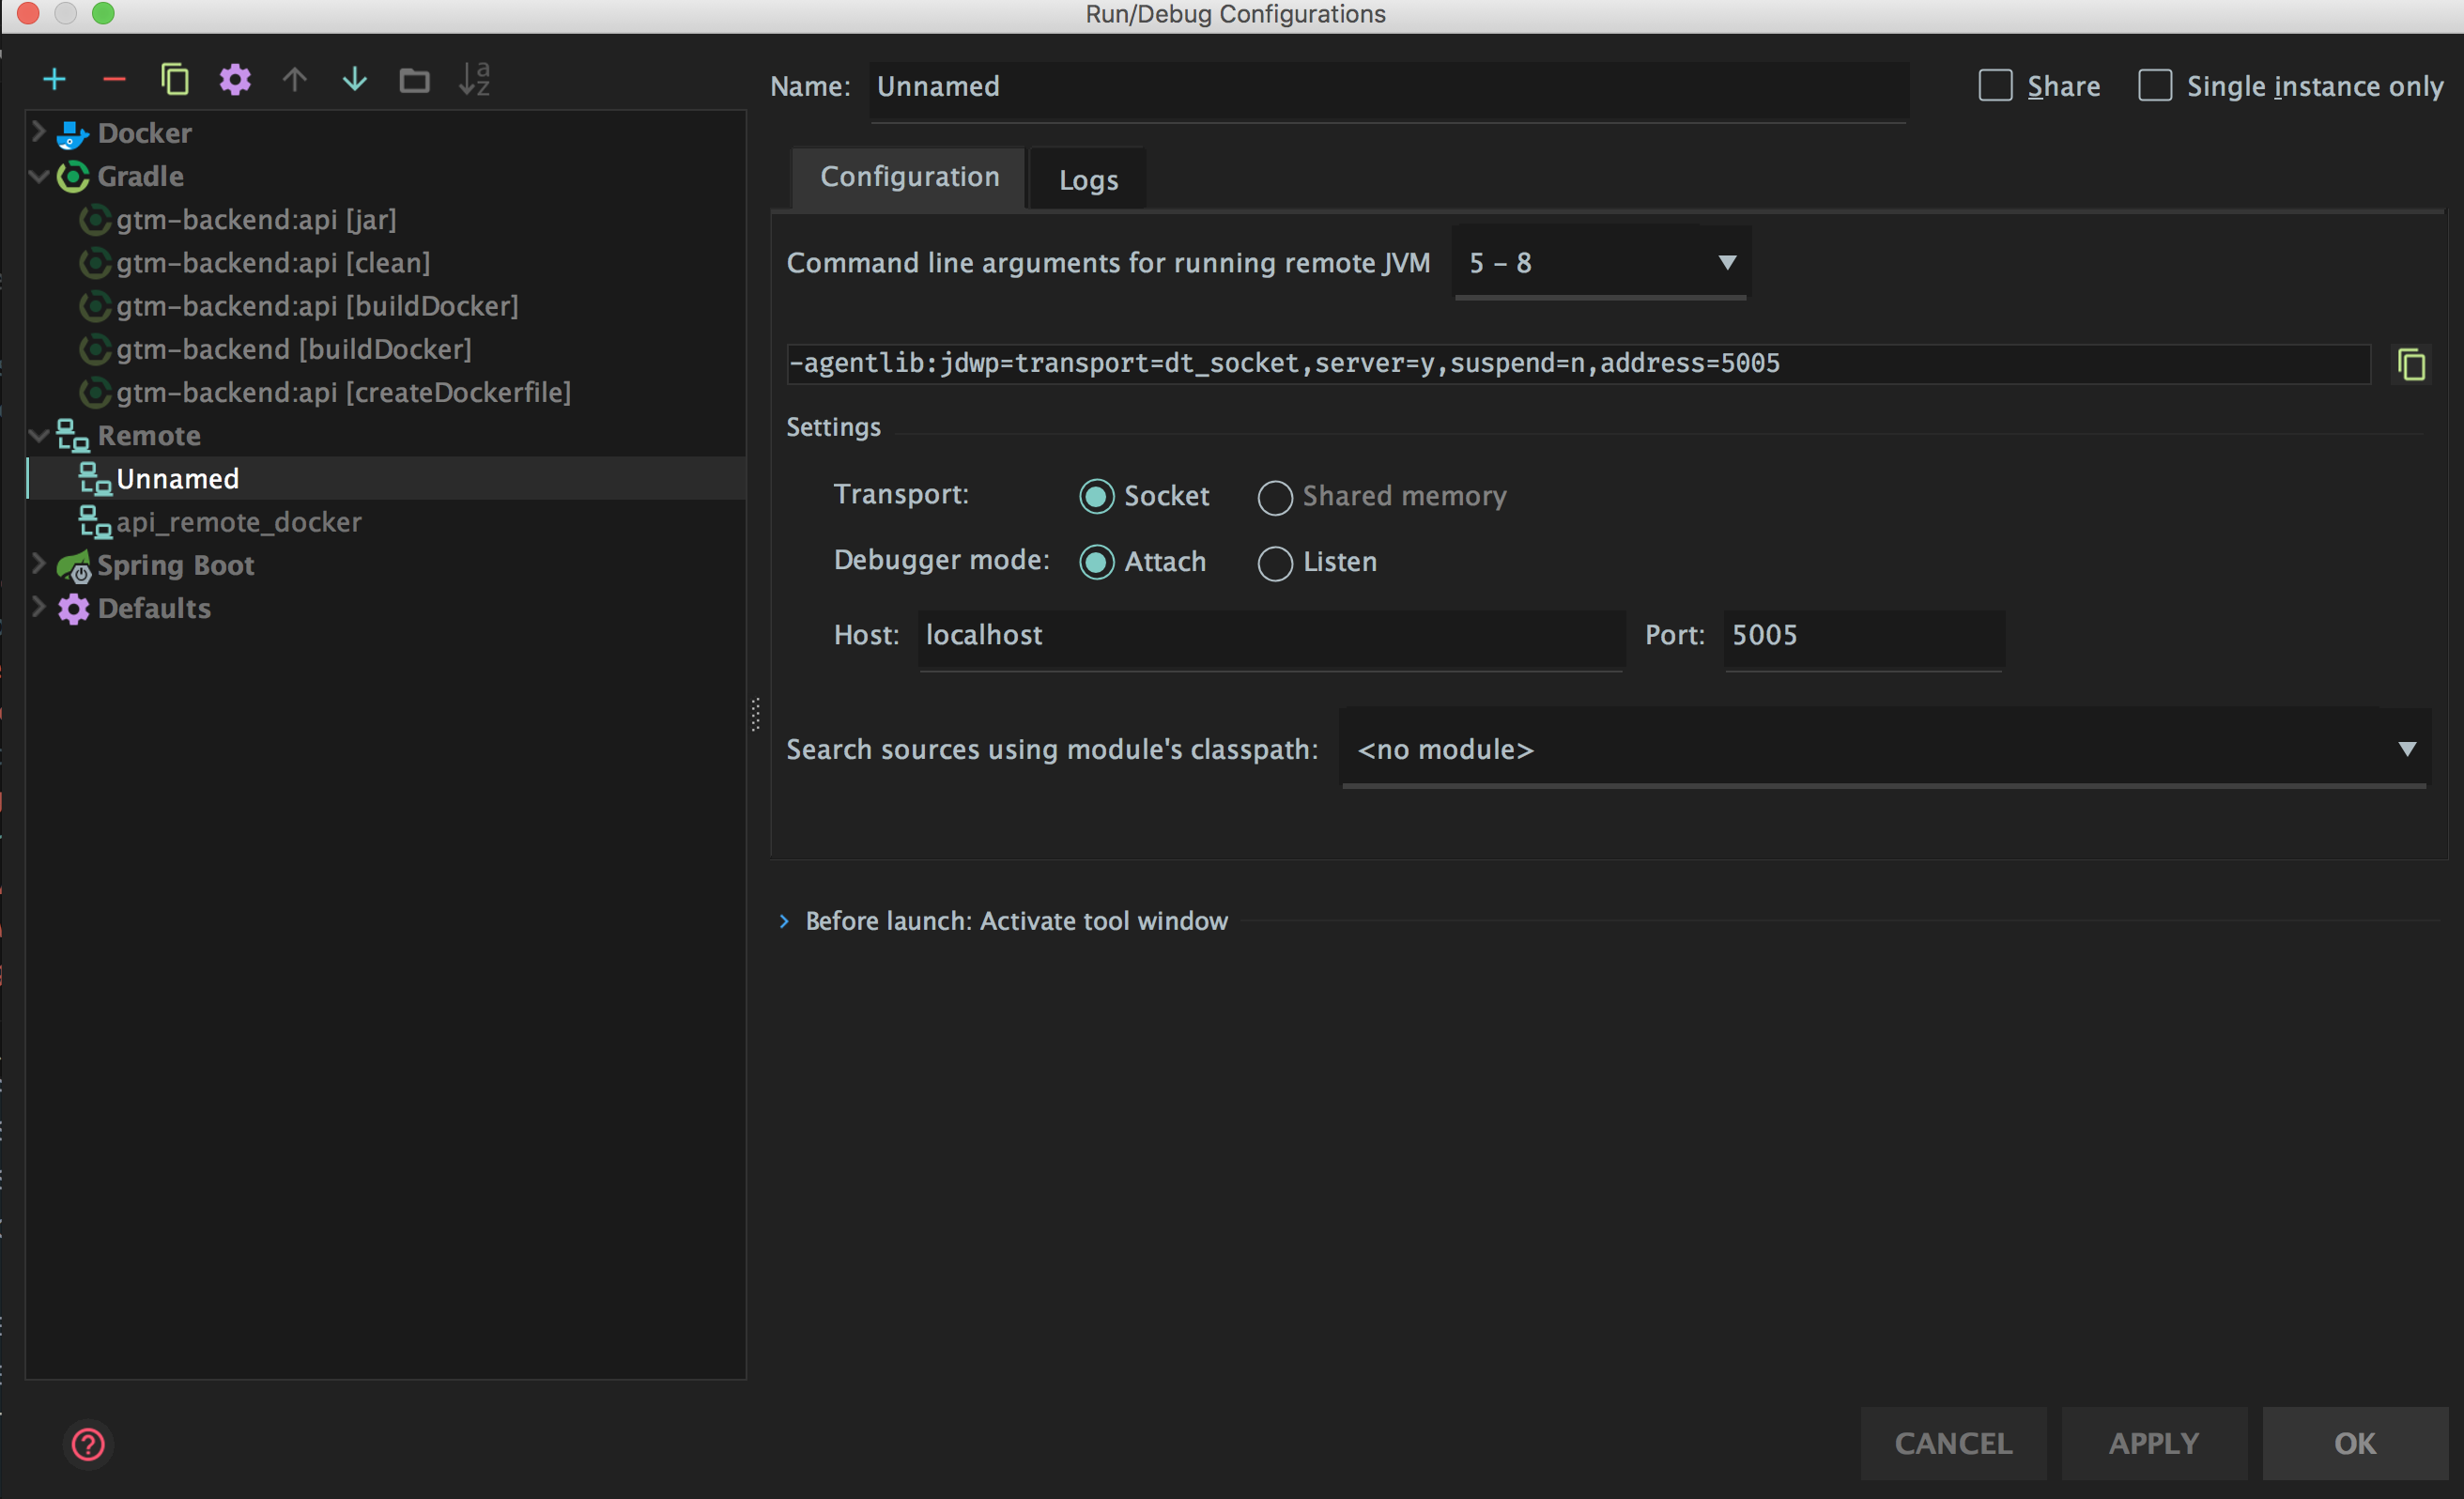 Run/Debug Configurations
Name: Unnamed
Share
Single instance only
Docker
Gradle
gtm-backend:api [jar]
gtm-backend:api [clean]
gtm-backend:api [buildDocker]
gtm-backend [buildDocker]
gtm-backend:api [createDockerfile]
Remote
Unnamed
api_remote_docker
Spring Boot
Defaults
Configuration
Logs
Command line arguments for running remote JVM 5 - 8
-agentlib:jdwp=transport=dt_socket,server=y,suspend=n,address=5005
Settings
Transport: Socket Shared memory
Debugger mode: Attach Listen
Host: localhost Port: 5005
Search sources using module's classpath: <no module>
Before launch: Activate tool window
CANCEL
APPLY
OK